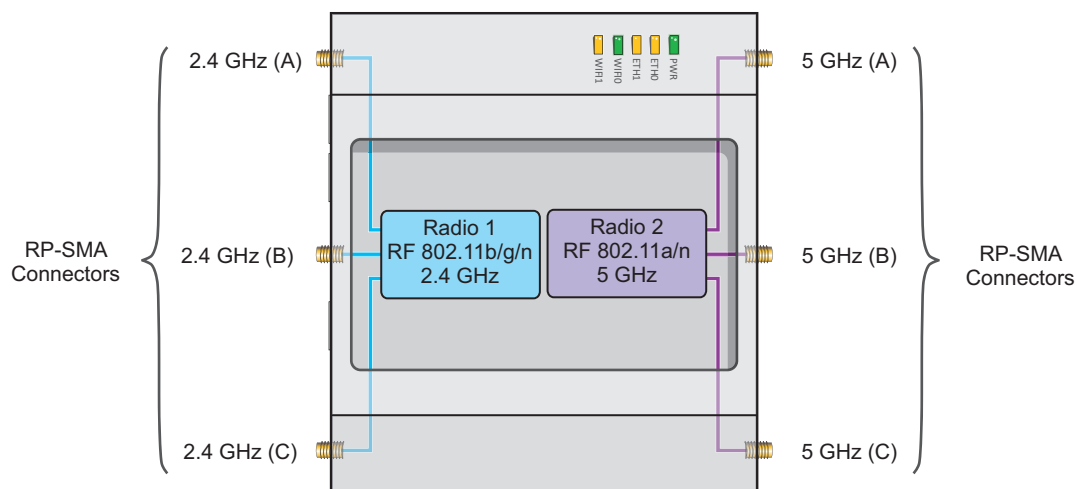 2.4 GHz (A)
5 GHz (A)
WIFI1
WIFI0
ETH1
ETH0
PWR
Radio 1
RF 802.11b/g/n
2.4 GHz
Radio 2
RF 802.11a/n
5 GHz
RP-SMA
Connectors
2.4 GHz (B)
5 GHz (B)
RP-SMA
Connectors
2.4 GHz (C)
5 GHz (C)